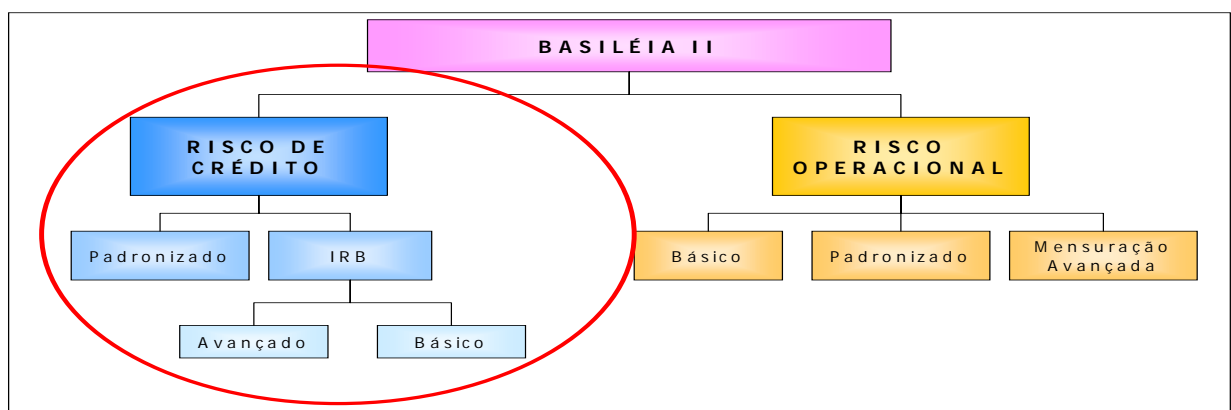 BASILÉIA II
RISCO DE
CRÉDITO
RISCO
OPERACIONAL
Padronizado
IRB
Básico
Padronizado
Mensuração
Avançada
Avançado
Básico